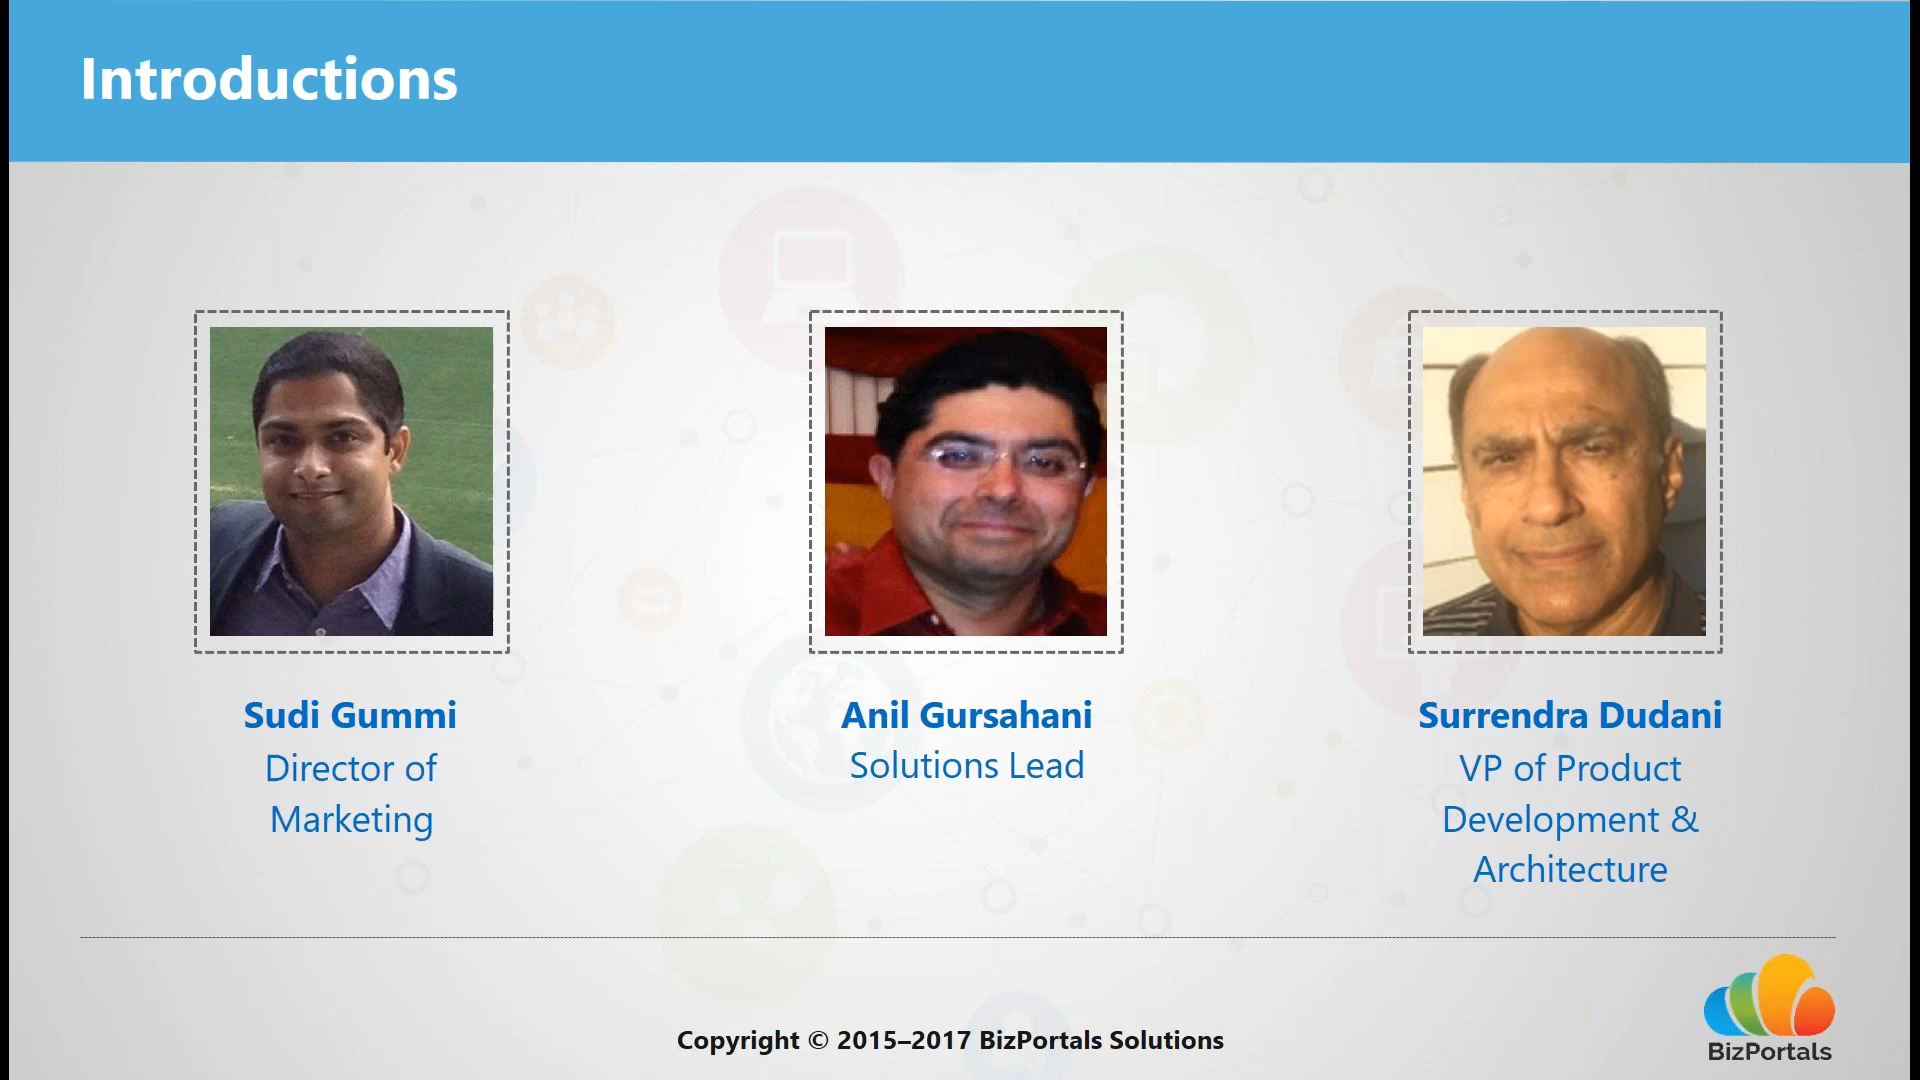 Introductions
Sudi Gummi
Director of
Marketing
Anil Gursahani
Solutions Lead
Surrendra Dudani
VP of Product
Development &
Architecture
Copyright © 2015–2017 BizPortals Solutions
BizPortals